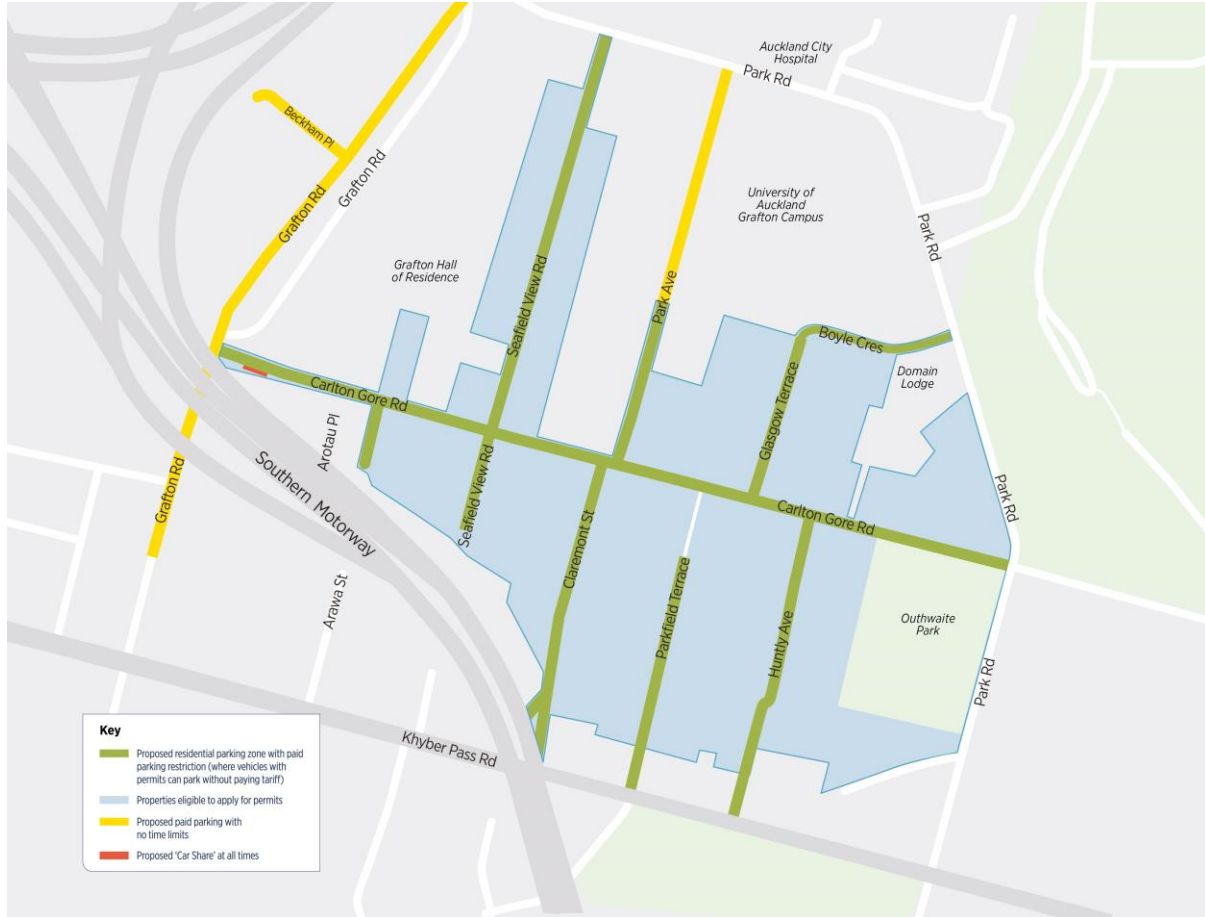 Auckland City
Hospital
Park Rd
Beckham Pl
Grafton Rd
Grafton Rd
University of
Auckland
Grafton Campus
Park Rd
Grafton Hall
of Residence
Seafield View Rd
Park Ave
Boyle Cres
Domain
Lodge
Carlton Gore Rd
Glasgow Terrace
Arotau Pl
Grafton Rd
Southern Motorway
Seafield View Rd
Park Rd
Carlton Gore Rd
Claremont St
Arawa St
Parkfield Terrace
Huntly Ave
Outhwaite
Park
Park Rd
Khyber Pass Rd
Key
Proposed residential parking zone with paid
parking restriction (where vehicles with
permits can park without paying tariff)
Properties eligible to apply for permits
Proposed paid parking with
no time limits
Proposed 'Car Share' at all times